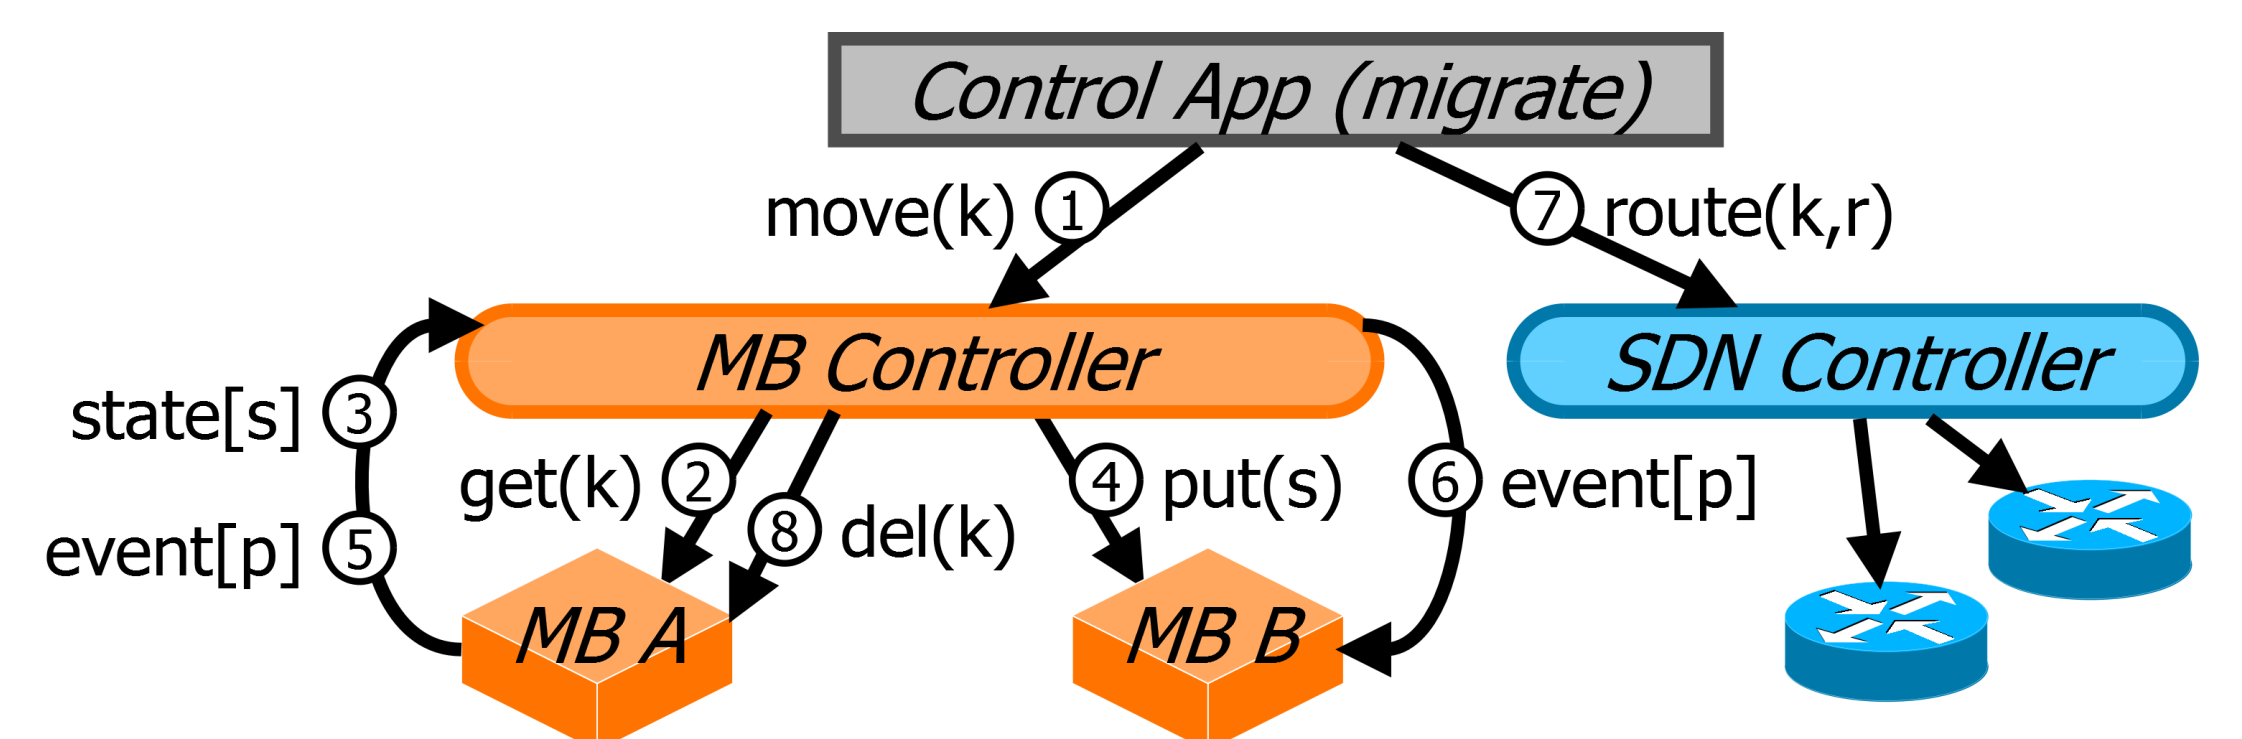 Control App (migrate)
move(k) 1
7 route(k,r)
MB Controller
SDN Controller
state[s] 3
get(k) 2
4 put(s)
6 event[p]
8 del(k)
event[p] 5
MB A
MB B